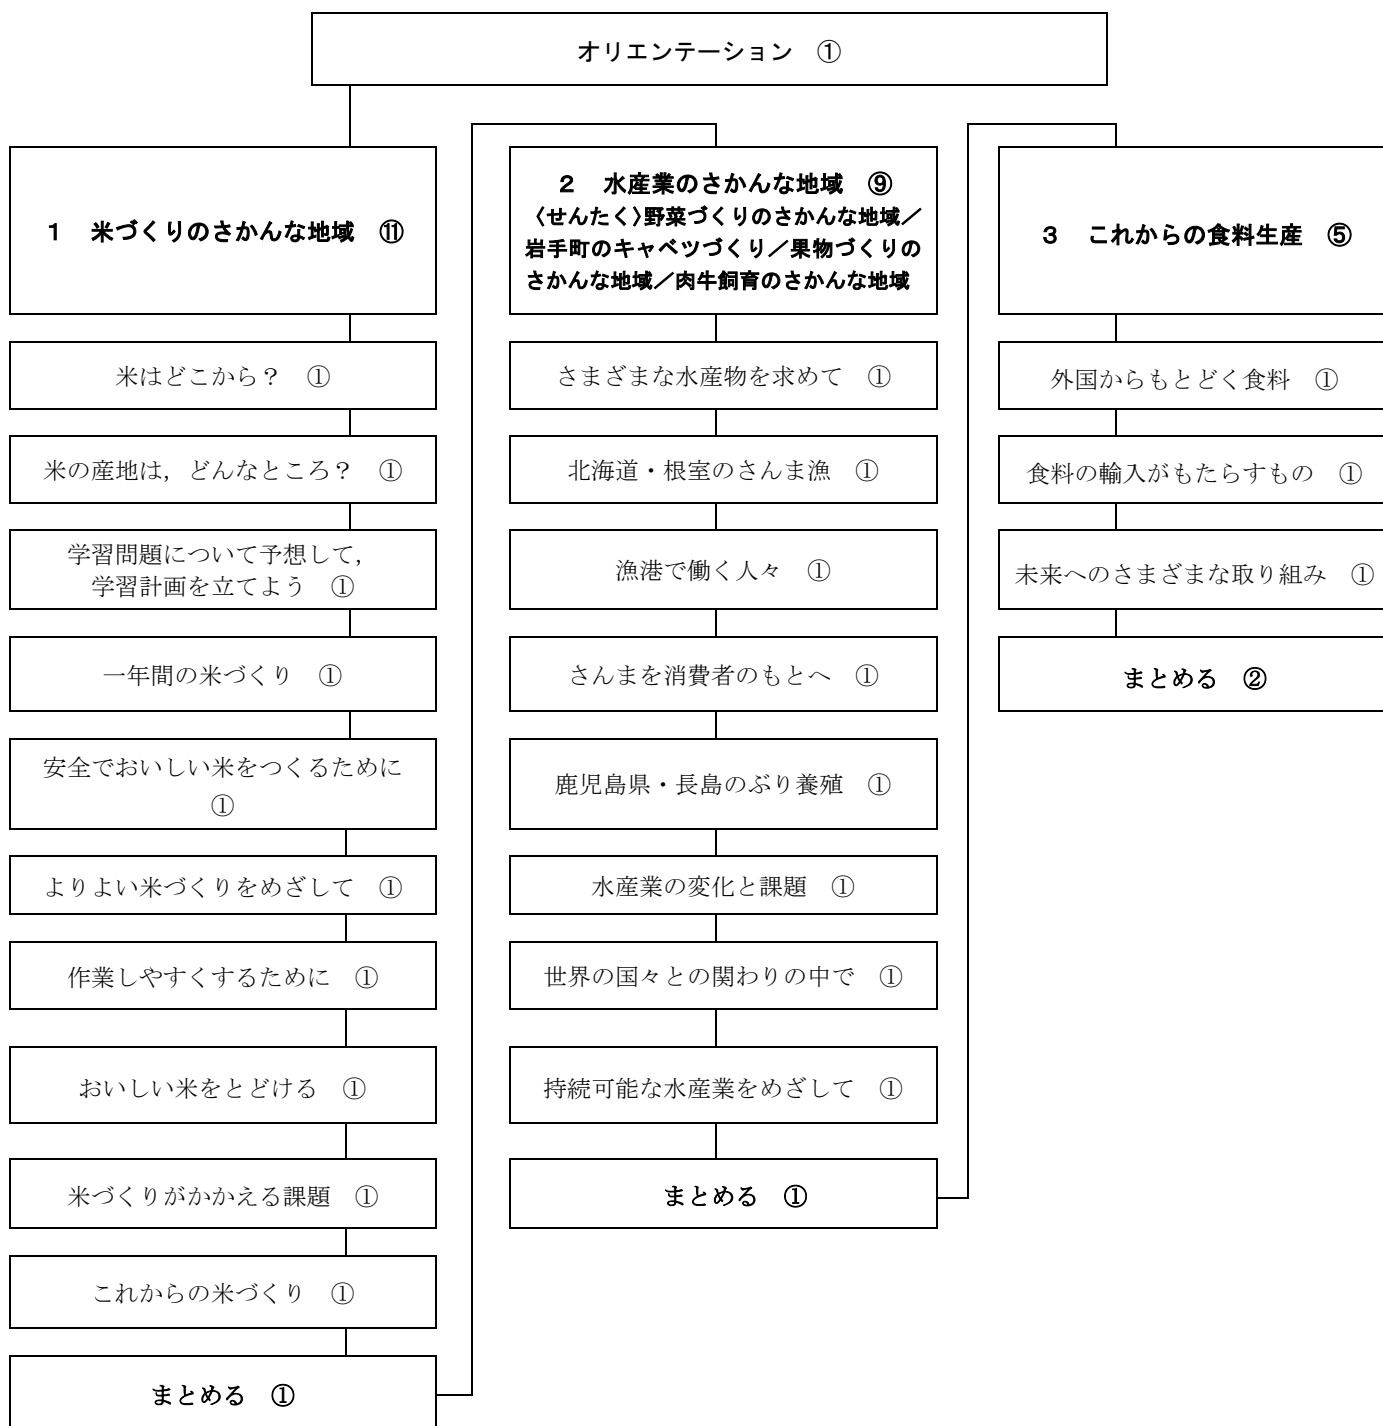 オリエンテーション　①
１　米づくりのさかんな地域　⑪
米はどこから？　①
米の産地は，どんなところ？　①
学習問題について予想して，
学習計画を立てよう　①
一年間の米づくり　①
安全でおいしい米をつくるために
①
よりよい米づくりをめざして　①
作業しやすくするために　①
おいしい米をとどける　①
米づくりがかかえる課題　①
これからの米づくり　①
まとめる　①
２　水産業のさかんな地域　⑨
〈せんたく〉野菜づくりのさかんな地域／
岩手町のキャベツづくり／果物づくりの
さかんな地域／肉牛飼育のさかんな地域
さまざまな水産物を求めて　①
北海道・根室のさんま漁　①
漁港で働く人々　①
さんまを消費者のもとへ　①
鹿児島県・長島のぶり養殖　①
水産業の変化と課題　①
世界の国々との関わりの中で　①
持続可能な水産業をめざして　①
まとめる　①
３　これからの食料生産　⑤
外国からもとどく食料　①
食料の輸入がもたらすもの　①
未来へのさまざまな取り組み　①
まとめる　②